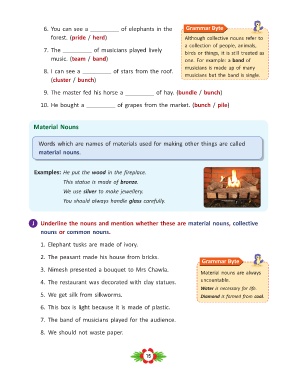 6. You can see a __________ of elephants in the
forest. (pride / herd)
7. The __________ of musicians played lively
music. (team / band)
8. I can see a __________ of stars from the roof.
(cluster / bunch)
9. The master fed his horse a __________ of hay. (bundle / bunch)
10. He bought a __________ of grapes from the market. (bunch / pile)
Grammar Byte
Although collective nouns refer to
a collection of people, animals,
birds or things, it is still treated as
one. For example: a band of
musicians is made up of many
musicians but the band is single.
Material Nouns
Words which are names of materials used for making other things are called
material nouns.
Examples: He put the wood in the fireplace.
This statue is made of bronze.
We use silver to make jewellery.
You should always handle glass carefully.
Underline the nouns and mention whether these are material nouns, collective
nouns or common nouns.
1. Elephant tusks are made of ivory.
2. The peasant made his house from bricks.
3. Nimesh presented a bouquet to Mrs Chawla.
4. The restaurant was decorated with clay statues.
5. We get silk from silkworms.
6. This box is light because it is made of plastic.
7. The band of musicians played for the audience.
8. We should not waste paper.
Grammar Byte
Material nouns are always
uncountable.
Water is necessary for life.
Diamond is formed from coal.
16